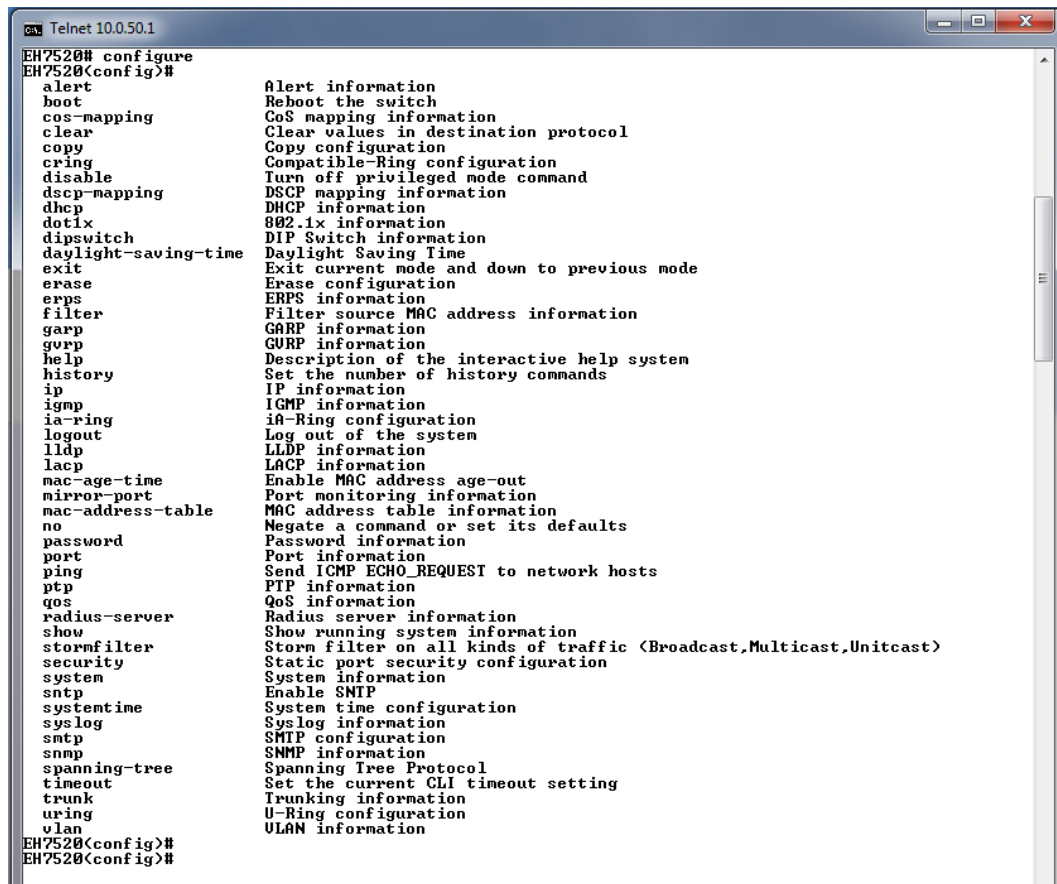 Telnet 10.0.50.1
EH7520# configure
EH7520(config)#
alert Alert information
boot Reboot the switch
cos-mapping CoS mapping information
clear Clear values in destination protocol
copy Copy configuration
cring Compatible-Ring configuration
disable Turn off privileged mode command
dscp-mapping DSCP mapping information
dhcp DHCP information
dot1x 802.1x information
dipswitch DIP Switch information
daylight-saving-time Daylight Saving Time
exit Exit current mode and down to previous mode
erase Erase configuration
erps ERPS information
filter Filter source MAC address information
garp GARP information
gvrp GVRP information
help Description of the interactive help system
history Set the number of history commands
ip IP information
igmp IGMP information
ia-ring iA-Ring configuration
logout Log out of the system
lldp LLDP information
lacp LACP information
mac-age-time Enable MAC address age-out
mirror-port Port monitoring information
mac-address-table MAC address table information
no Negate a command or set its defaults
password Password information
port Port information
ping Send ICMP ECHO_REQUEST to network hosts
ptp PTP information
qos QoS information
radius-server Radius server information
show Show running system information
stormfilter Storm filter on all kinds of traffic (Broadcast,Multicast,Unitcast)
security Static port security configuration
system System information
sntp Enable SNTP
systemtime System time configuration
syslog Syslog information
smtp SMTP configuration
snmp SNMP information
spanning-tree Spanning Tree Protocol
timeout Set the current CLI timeout setting
trunk Trunking information
uring U-Ring configuration
vlan VLAN information
EH7520(config)#
EH7520(config)#